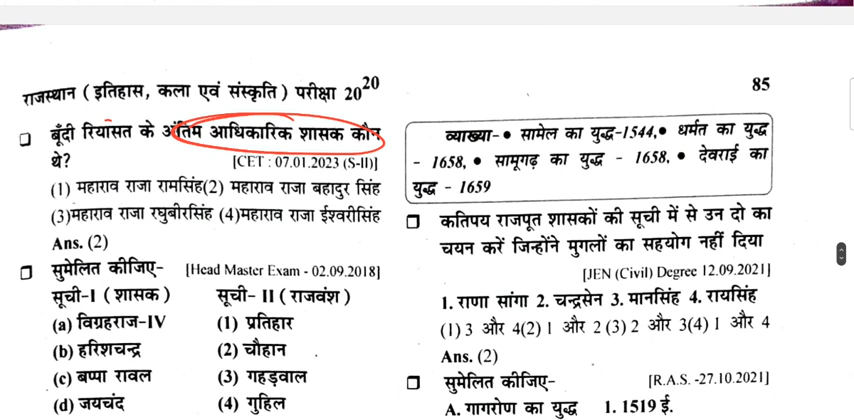 राजस्थान ( इतिहास, कला एवं संस्कृति ) परीक्षा 20²⁰
85
❑ बूँदी रियासत के अंतिम आधिकारिक शासक कौन
थे? [CET : 07.01.2023 (S-II)]
(1) महाराव राजा रामसिंह(2) महाराव राजा बहादुर सिंह
(3)महाराव राजा रघुबीरसिंह (4)महाराव राजा ईश्वरीसिंह
Ans. (2)
❑ सुमेलित कीजिए- [Head Master Exam - 02.09.2018]
सूची-I ( शासक ) सूची- II ( राजवंश )
(a) विग्रहराज-IV (1) प्रतिहार
(b) हरिशचन्द्र (2) चौहान
(c) बप्पा रावल (3) गहड़वाल
(d) जयचंद (4) गुहिल
व्याख्या- • सामेल का युद्ध-1544,• धर्मत का युद्ध
- 1658, • सामूगढ़ का युद्ध - 1658, • देवराई का
युद्ध - 1659
❑ कतिपय राजपूत शासकों की सूची में से उन दो का
चयन करें जिन्होंने मुगलों का सहयोग नहीं दिया
[JEN (Civil) Degree 12.09.2021]
1. राणा सांगा 2. चन्द्रसेन 3. मानसिंह 4. रायसिंह
(1) 3 और 4(2) 1 और 2 (3) 2 और 3(4) 1 और 4
Ans. (2)
❑ सुमेलित कीजिए- [R.A.S. -27.10.2021]
A. गागरोण का युद्ध 1. 1519 ई.